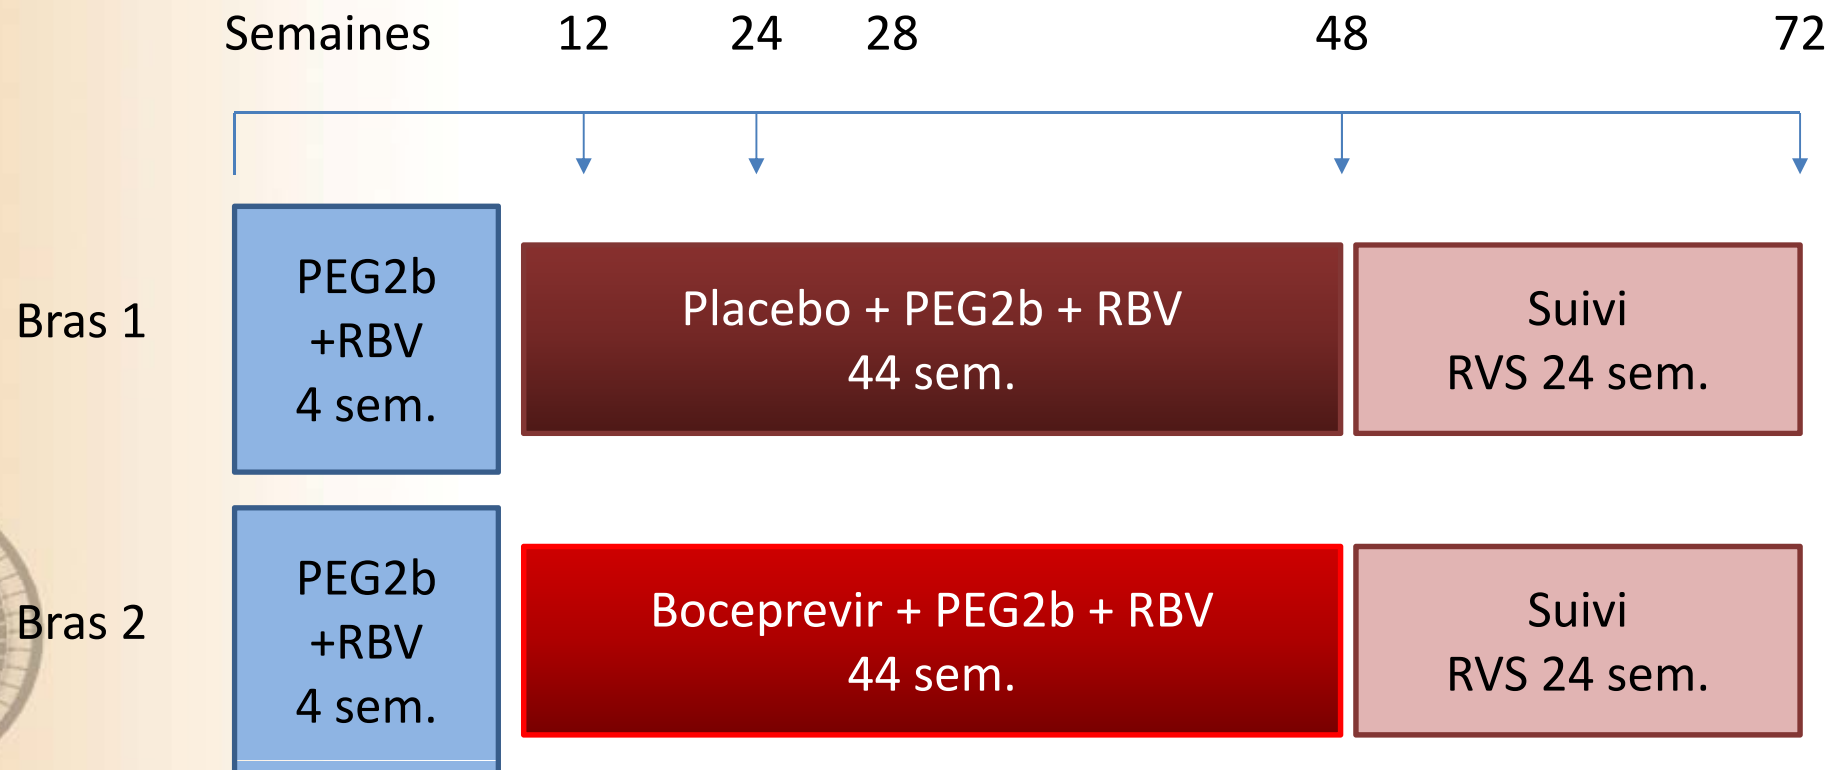 Semaines 12 24 28 48 72
Bras 1
PEG2b
+RBV
4 sem.
Placebo + PEG2b + RBV
44 sem.
Suivi
RVS 24 sem.
Bras 2
PEG2b
+RBV
4 sem.
Boceprevir + PEG2b + RBV
44 sem.
Suivi
RVS 24 sem.